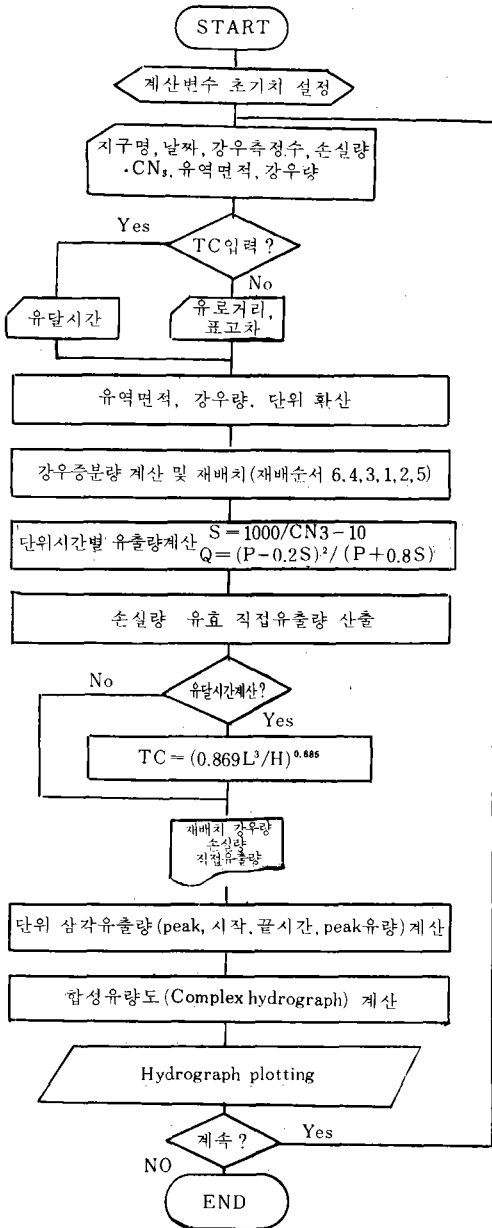 START
계산변수 초기치 설정
지구명, 날짜, 강우측정수, 손실량
·CN₃. 유역면적, 강우량
Yes
TC입력?
No
유달시간
유로거리,
표고차
유역면적, 강우량. 단위 환산
강우증분량 계산 및 재배치(재배순서 6.4,3,1,2,5)
단위시간별 유출량계산 S=1000/CN3-10
Q=(P-0.2S)²/(P+0.8S)
손실량 유효 직접유출량 산출
No
유달시간계산?
Yes
TC=(0.869L³/H)^0.885
재배치 강우량
손실량
직접유출량
단위 삼각유출량(peak, 시작, 끝시간, peak유량) 계산
합성유량도(Complex hydrograph) 계산
Hydrograph plotting
계속?
Yes
NO
END